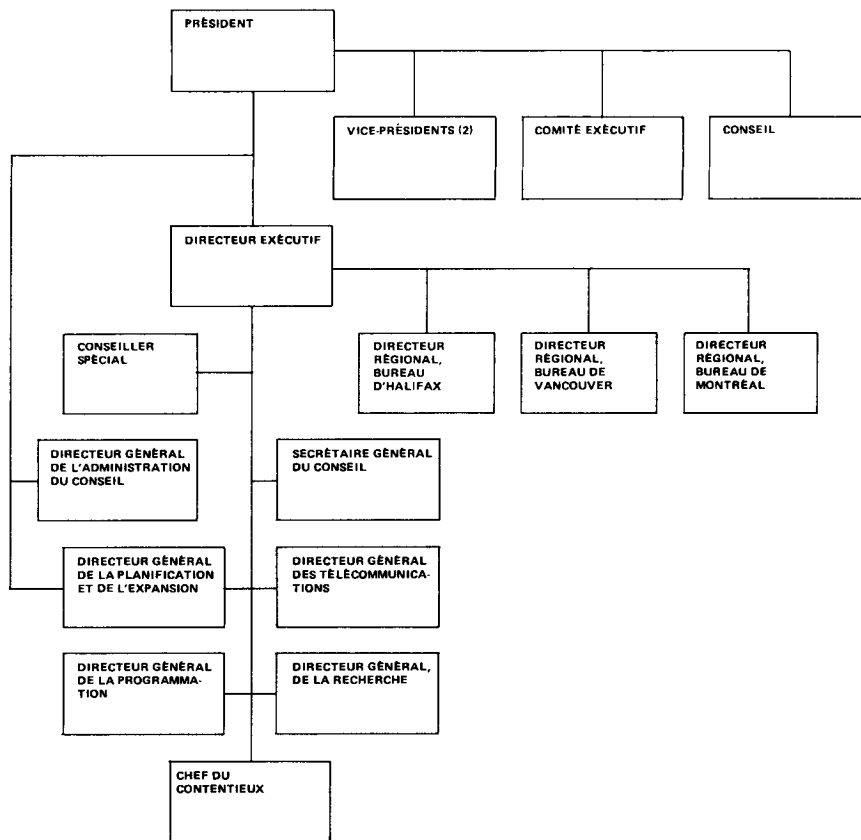 PRÉSIDENT
VICE-PRÉSIDENTS (2)
COMITÉ EXÉCUTIF
CONSEIL
DIRECTEUR EXÉCUTIF
CONSEILLER
SPÉCIAL
DIRECTEUR
RÉGIONAL,
BUREAU
D'HALIFAX
DIRECTEUR
RÉGIONAL,
BUREAU DE
VANCOUVER
DIRECTEUR
RÉGIONAL,
BUREAU DE
MONTRÉAL
DIRECTEUR GÉNÉRAL
DE L'ADMINISTRATION
DU CONSEIL
SECRÉTAIRE GÉNÉRAL
DU CONSEIL
DIRECTEUR GÉNÉRAL
DE LA PLANIFICATION
ET DE L'EXPANSION
DIRECTEUR GÉNÉRAL
DES TÉLÉCOMMUNICA-
TIONS
DIRECTEUR GÉNÉRAL
DE LA PROGRAMMA-
TION
DIRECTEUR GÉNÉRAL,
DE LA RECHERCHE
CHEF DU
CONTENTIEUX